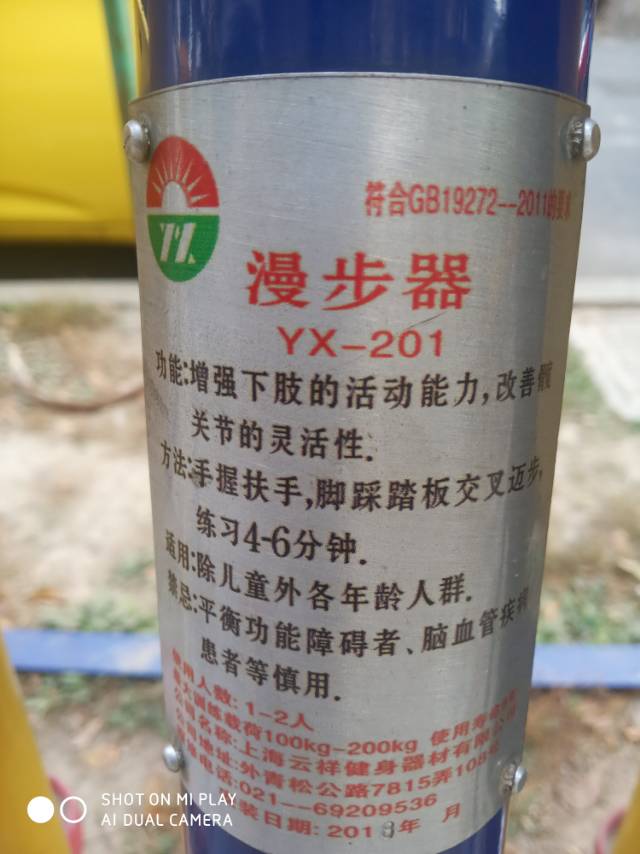 符合GB19272--2011的要求
YX
漫步器
YX-201
功能:增强下肢的活动能力,改善髋
关节的灵活性.
方法:手握扶手,脚踩踏板交叉迈步,
练习4-6分钟.
适用:除儿童外各年龄人群.
禁忌:平衡功能障碍者、脑血管疾病
患者等慎用.
使用人数:1-2人
最大训练载荷100kg-200kg 使用寿命
公司名称:上海云祥健身器材有限公司
公司地址:外青松公路7815弄108号
电话:021--69209536
安装日期:2018年 月
SHOT ON MI PLAY
AI DUAL CAMERA